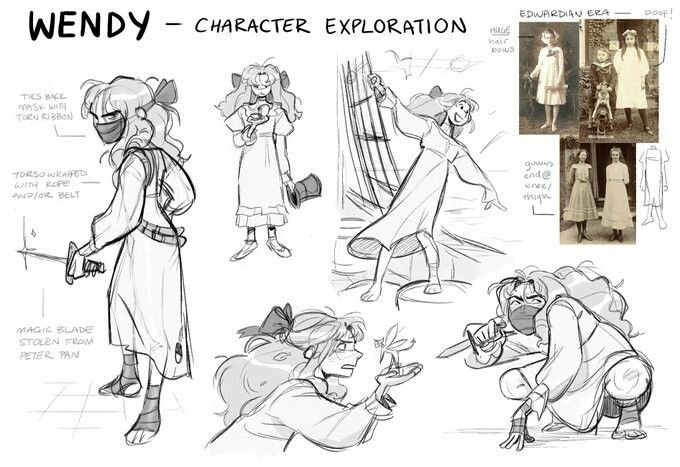 WENDY - CHARACTER EXPLORATION
EDWARDIAN ERA — POOF!
HUGE
hair
bows
TIES BACK
MASK WITH
TORN RIBBON
TORSO WRAPPED
WITH ROPE
AND/OR BELT
gowns
end @
knee/
thigh
MAGIC BLADE
STOLEN FROM
PETER PAN